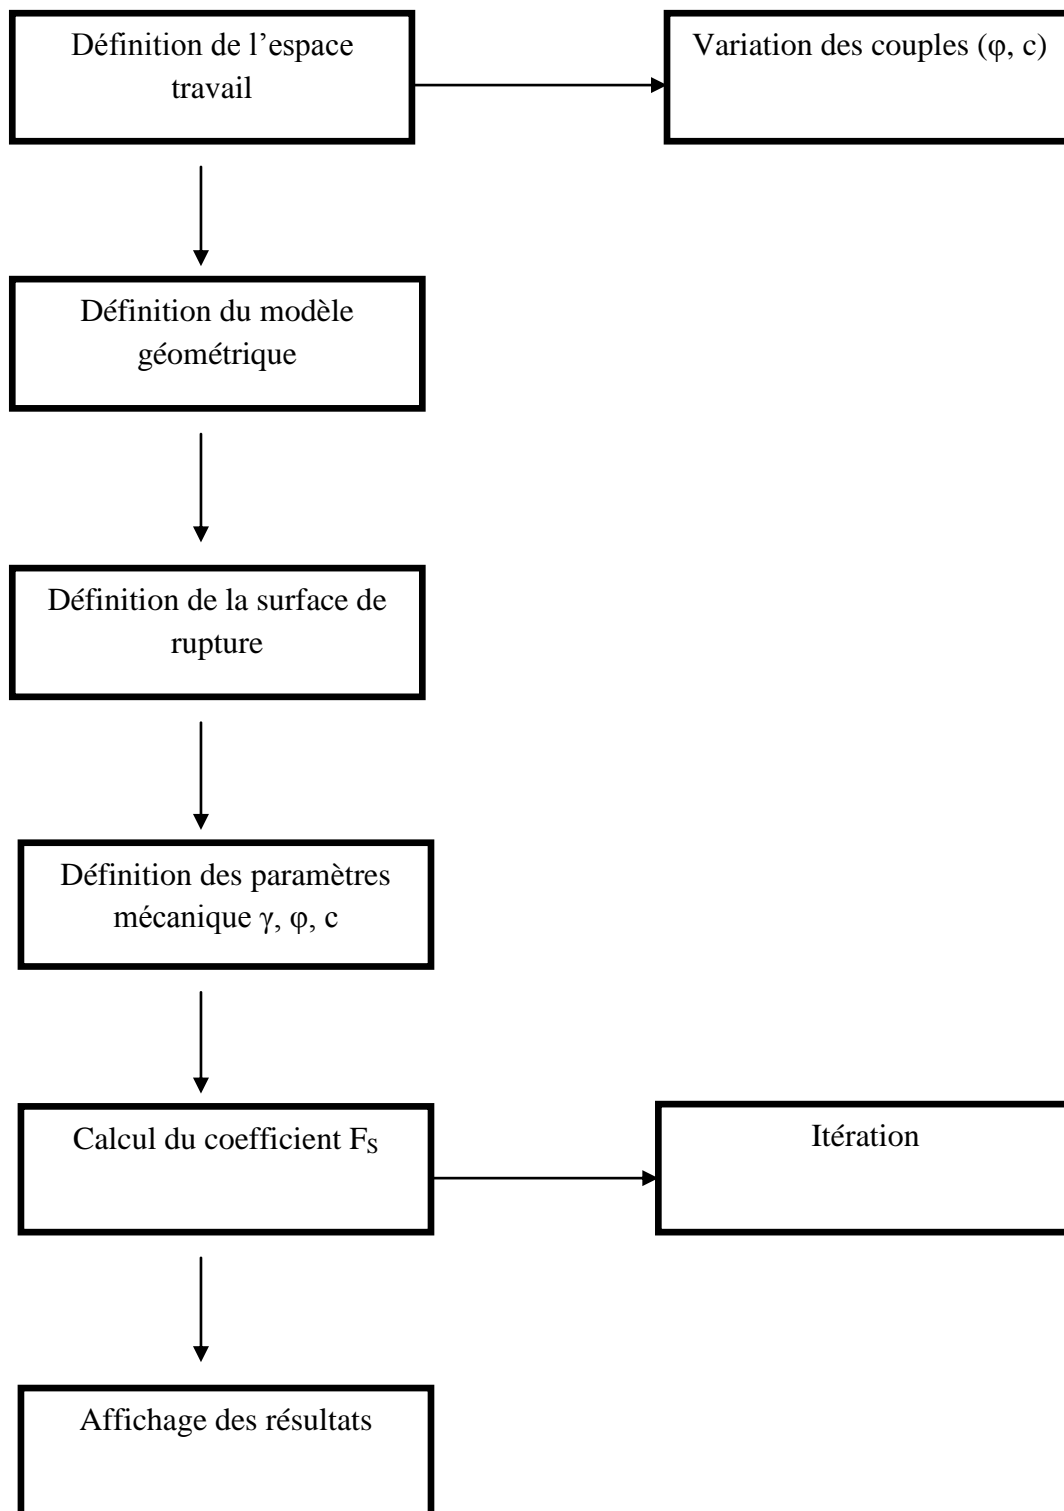 Définition de l’espace
travail
Variation des couples (φ, c)
Définition du modèle
géométrique
Définition de la surface de
rupture
Définition des paramètres
mécanique γ, φ, c
Calcul du coefficient FS
Itération
Affichage des résultats